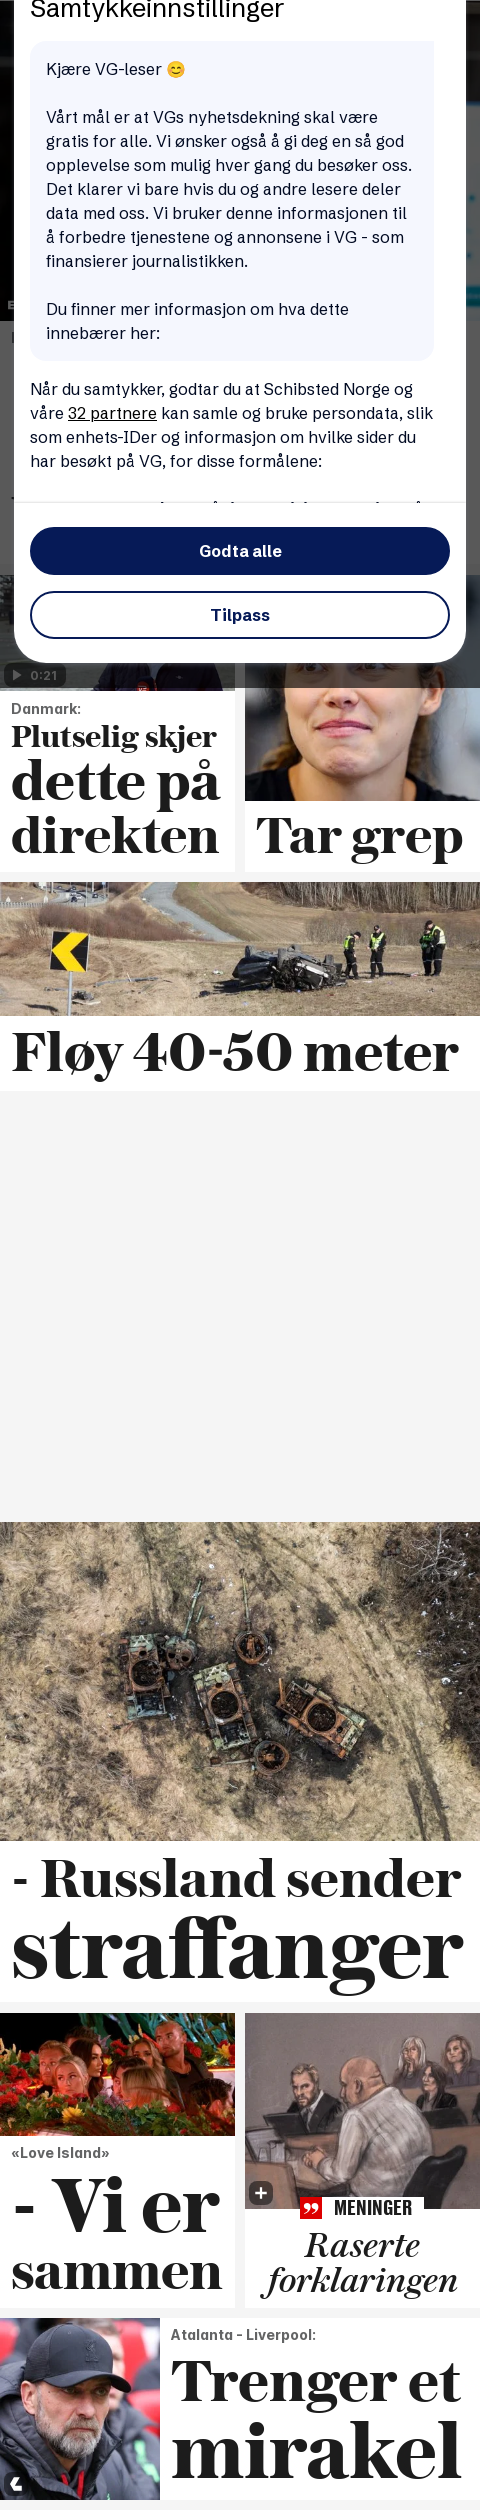 Samtykkeinnstillinger
Kjære VG-leser 😊
Vårt mål er at VGs nyhetsdekning skal være
gratis for alle. Vi ønsker også å gi deg en så god
opplevelse som mulig hver gang du besøker oss.
Det klarer vi bare hvis du og andre lesere deler
data med oss. Vi bruker denne informasjonen til
å forbedre tjenestene og annonsene i VG - som
finansierer journalistikken.
Du finner mer informasjon om hva dette
innebærer her:
Når du samtykker, godtar du at Schibsted Norge og
våre 32 partnere kan samle og bruke persondata, slik
som enhets-IDer og informasjon om hvilke sider du
har besøkt på VG, for disse formålene:
Godta alle
Tilpass
0:21
Danmark:
Plutselig skjer
dette på
direkten
Tar grep
Fløy 40-50 meter
- Russland sender
straffanger
«Love Island»
- Vi er
sammen
MENINGER
Raserte
forklaringen
Atalanta - Liverpool:
Trenger et
mirakel